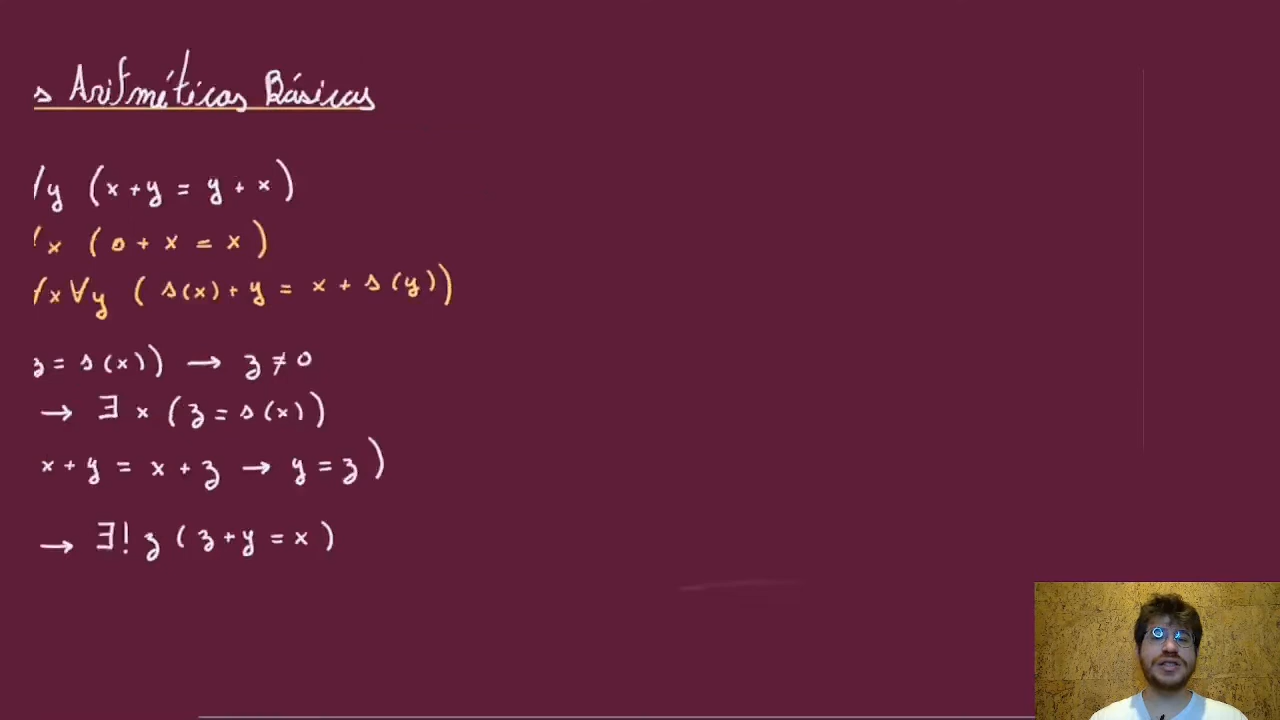 s Aritméticas Básicas
y (x + y = y + x)
x (0 + x = x)
∀x∀y (s(x) + y = x + s(y))
z = s(x)) → z ≠ 0
→ ∃x (z = s(x))
x + y = x + z → y = z)
→ ∃! z (z + y = x)